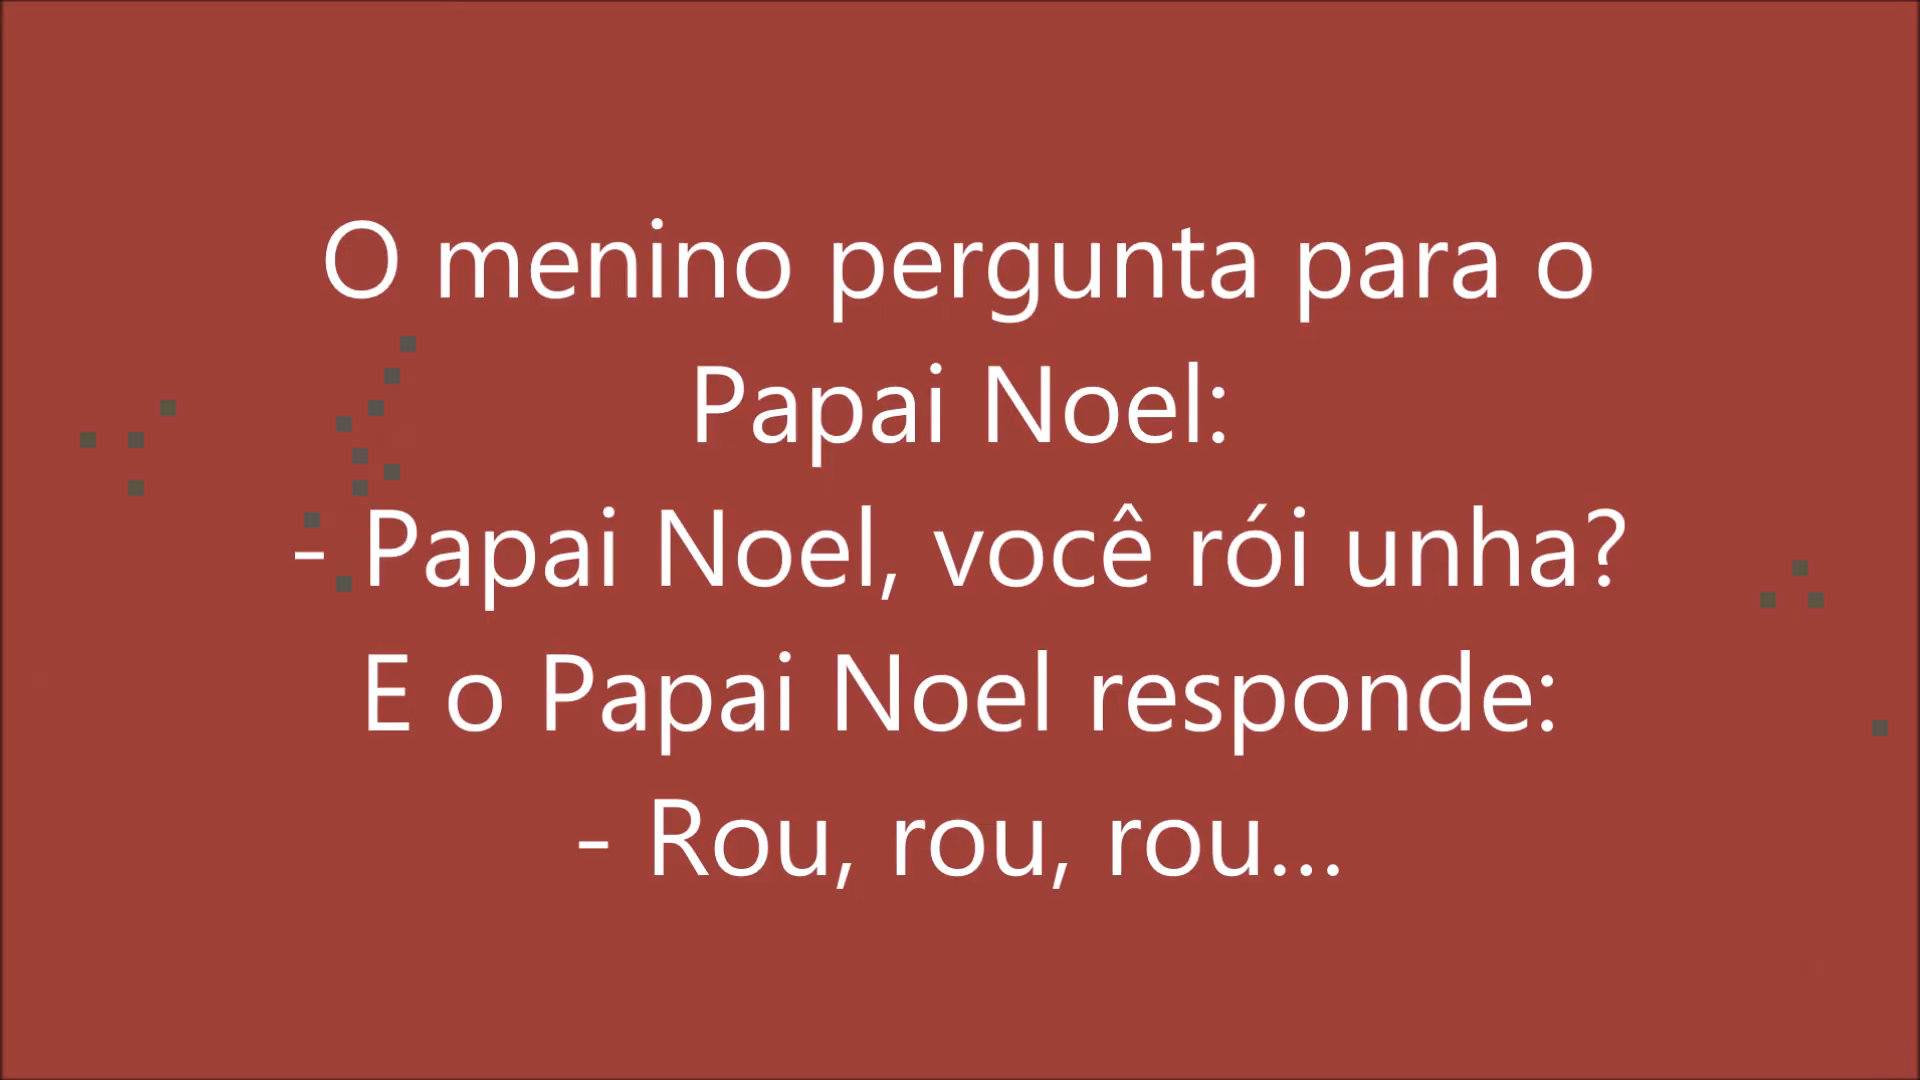 O menino pergunta para o
Papai Noel:
- Papai Noel, você rói unha?
E o Papai Noel responde:
- Rou, rou, rou...